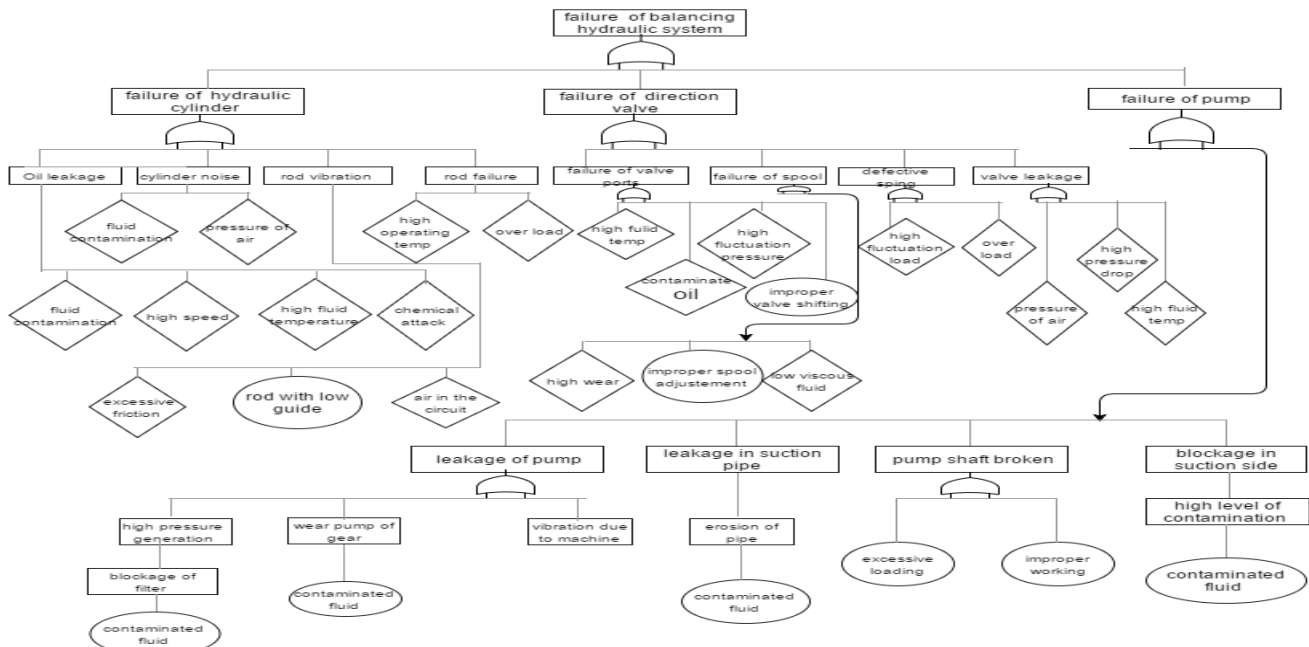 failure of balancing
hydraulic system
failure of hydraulic
cylinder
failure of direction
valve
failure of pump
Oil leakage
cylinder noise
rod vibration
rod failure
failure of valve
ports
failure of spool
defective
sping
valve leakage
fluid
contamination
pressure of
air
high
operating
temp
over load
high fulid
temp
high
fluctuation
pressure
contaminate
oil
improper
valve shifting
high
fluctuation
load
over
load
high
pressure
drop
pressure
of air
high fluid
temp
fluid
contamination
high speed
high fluid
temperature
chemical
attack
high wear
improper spool
adjustement
low viscous
fluid
excessive
friction
rod with low
guide
air in the
circuit
leakage of pump
leakage in suction
pipe
pump shaft broken
blockage in
suction side
high pressure
generation
wear pump of
gear
vibration due
to machine
erosion of
pipe
high level of
contamination
excessive
loading
improper
working
blockage of
filter
contaminated
fluid
contaminated
fluid
contaminated
fluid
contaminated
fluid